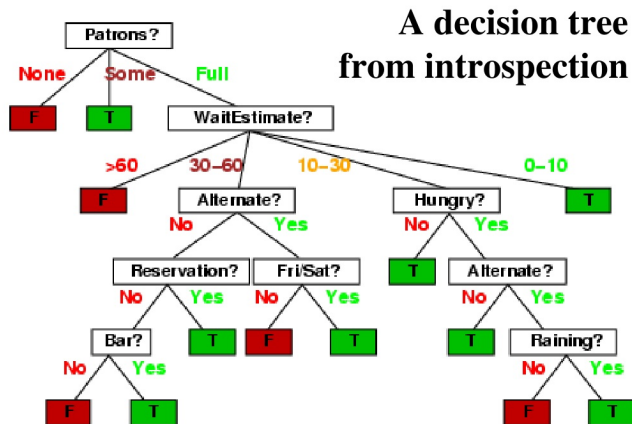 A decision tree
from introspection
Patrons?
None Some Full
F T WaitEstimate?
>60 30-60 10-30 0-10
F Alternate? Hungry? T
No Yes No Yes
Reservation? Fri/Sat? T Alternate?
No Yes No Yes No Yes
Bar? T F T T Raining?
No Yes No Yes
F T F T